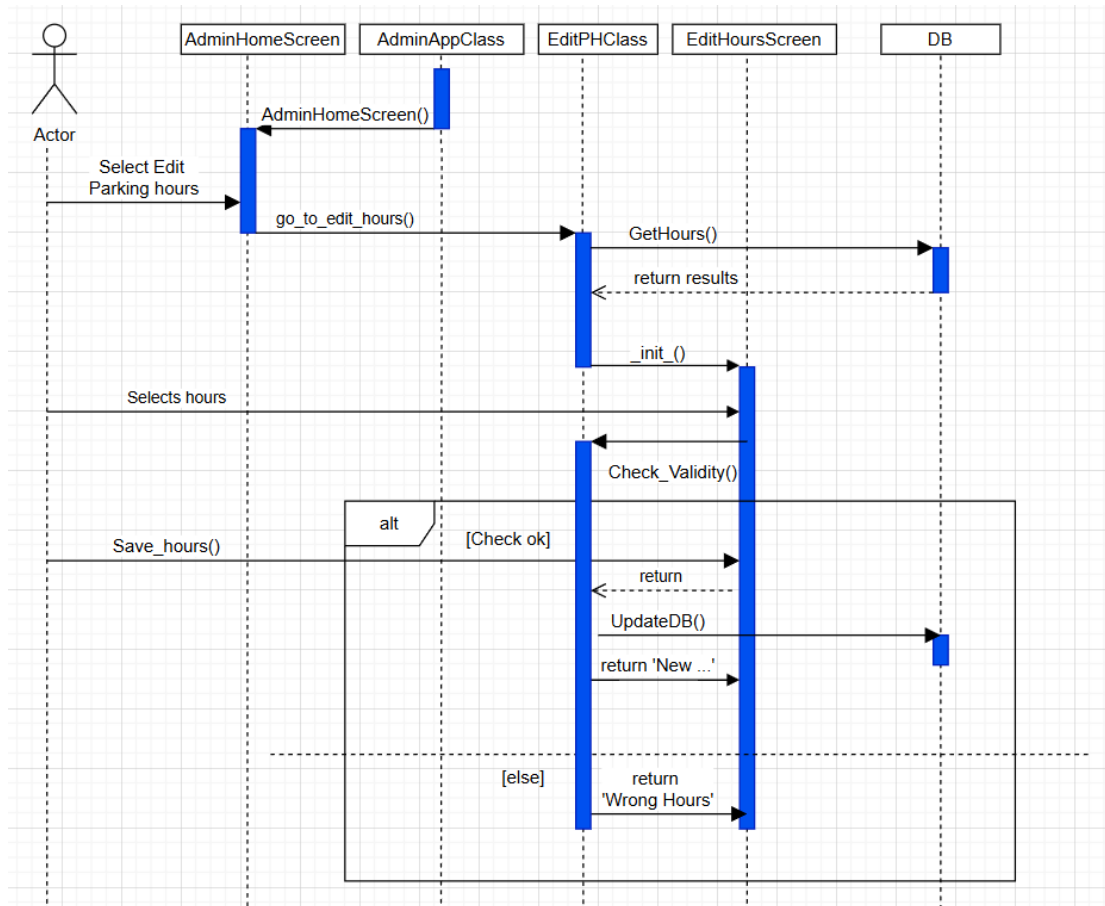 AdminHomeScreen
AdminAppClass
EditPHClass
EditHoursScreen
DB
Actor
AdminHomeScreen()
Select Edit
Parking hours
go_to_edit_hours()
GetHours()
return results
_init_()
Selects hours
Check_Validity()
alt
[Check ok]
Save_hours()
return
UpdateDB()
return 'New ...'
[else]
return
'Wrong Hours'